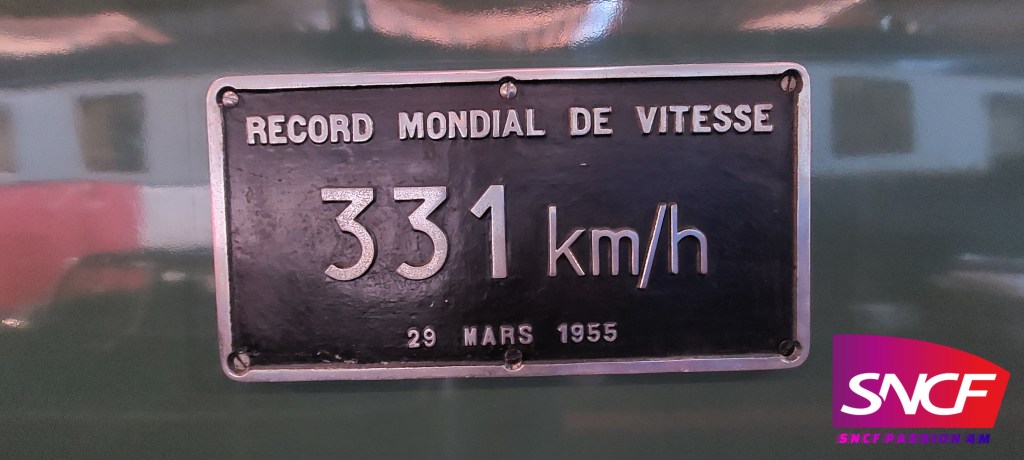 RECORD MONDIAL DE VITESSE
331 km/h
29 MARS 1955
SNCF
SNCF PASSION 4M